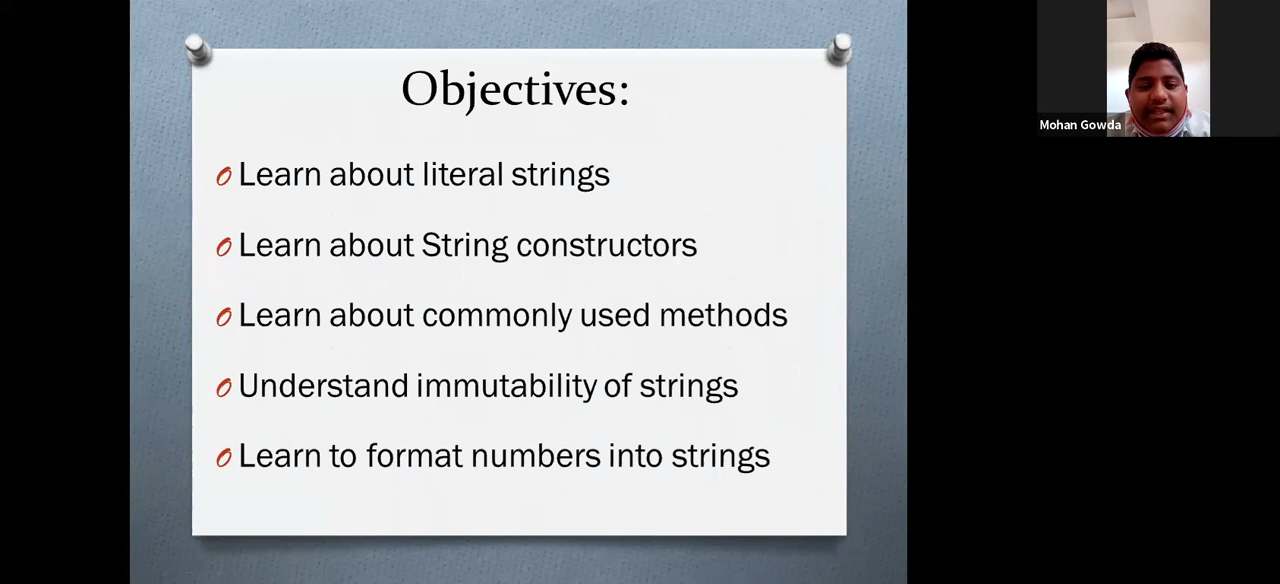 Objectives:
Learn about literal strings
Learn about String constructors
Learn about commonly used methods
Understand immutability of strings
Learn to format numbers into strings
Mohan Gowda